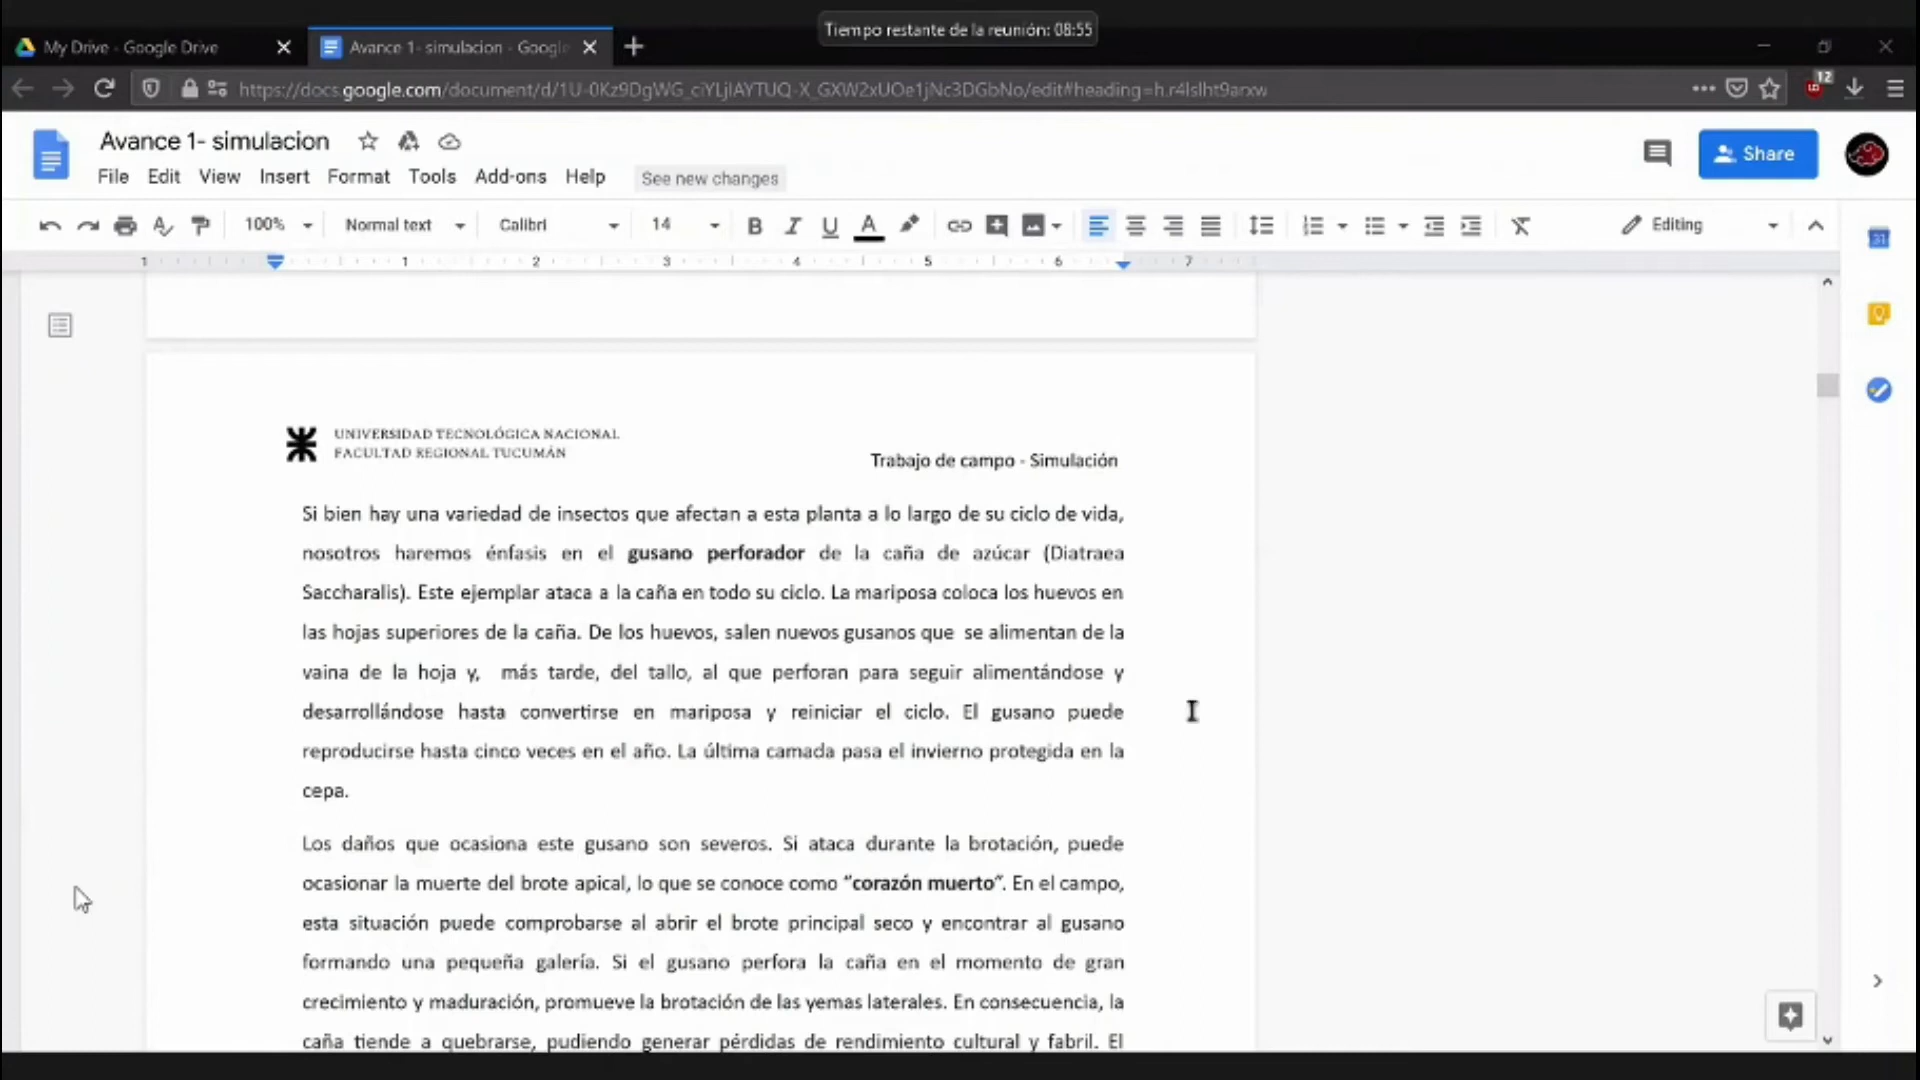 Tiempo restante de la reunión: 08:55
My Drive - Google Drive
Avance 1- simulacion - Google
https://docs.google.com/document/d/1U-0Kz9DgWG_ciYLjIAYTUQ-X_GXW2xUOe1jNc3DGbNo/edit#heading=h.r4lslht9arxw
12
Avance 1- simulacion
Share
File Edit View Insert Format Tools Add-ons Help See new changes
100% Normal text Calibri 14 B I U A Editing
31
1 1 2 3 4 5 6 7
UNIVERSIDAD TECNOLÓGICA NACIONAL
FACULTAD REGIONAL TUCUMÁN
Trabajo de campo - Simulación
Si bien hay una variedad de insectos que afectan a esta planta a lo largo de su ciclo de vida,
nosotros haremos énfasis en el gusano perforador de la caña de azúcar (Diatraea
Saccharalis). Este ejemplar ataca a la caña en todo su ciclo. La mariposa coloca los huevos en
las hojas superiores de la caña. De los huevos, salen nuevos gusanos que se alimentan de la
vaina de la hoja y, más tarde, del tallo, al que perforan para seguir alimentándose y
desarrollándose hasta convertirse en mariposa y reiniciar el ciclo. El gusano puede
reproducirse hasta cinco veces en el año. La última camada pasa el invierno protegida en la
cepa.
Los daños que ocasiona este gusano son severos. Si ataca durante la brotación, puede
ocasionar la muerte del brote apical, lo que se conoce como “corazón muerto”. En el campo,
esta situación puede comprobarse al abrir el brote principal seco y encontrar al gusano
formando una pequeña galería. Si el gusano perfora la caña en el momento de gran
crecimiento y maduración, promueve la brotación de las yemas laterales. En consecuencia, la
caña tiende a quebrarse, pudiendo generar pérdidas de rendimiento cultural y fabril. El